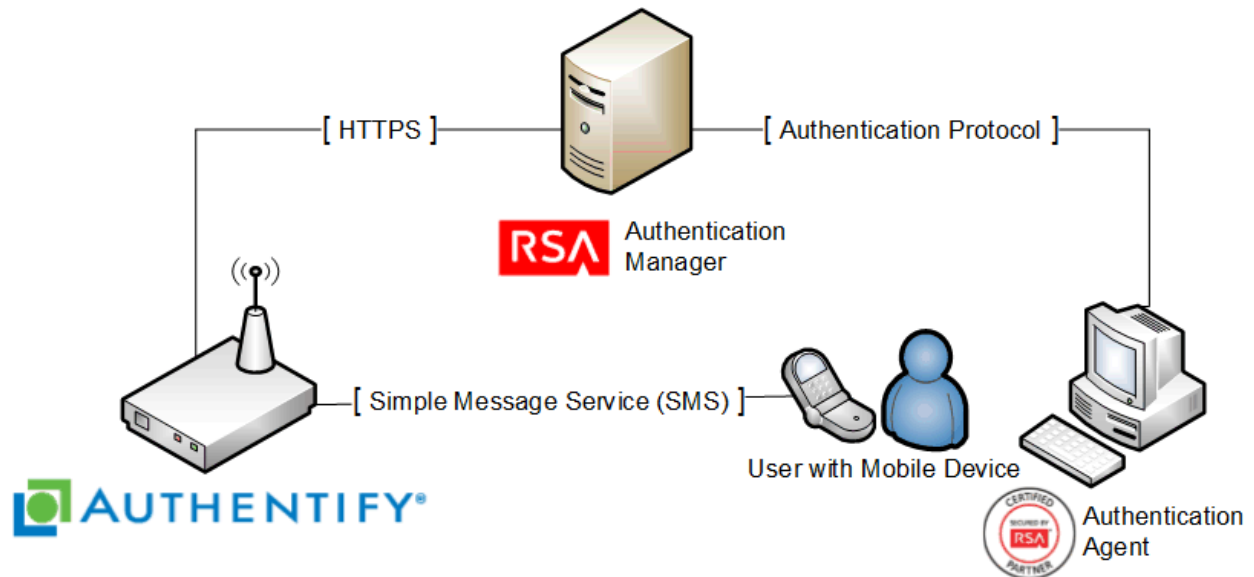 [ HTTPS ]
[ Authentication Protocol ]
RSA
Authentication
Manager
[ Simple Message Service (SMS) ]
User with Mobile Device
AUTHENTIFY®
CERTIFIED
SECURED BY
RSA
PARTNER
Authentication
Agent